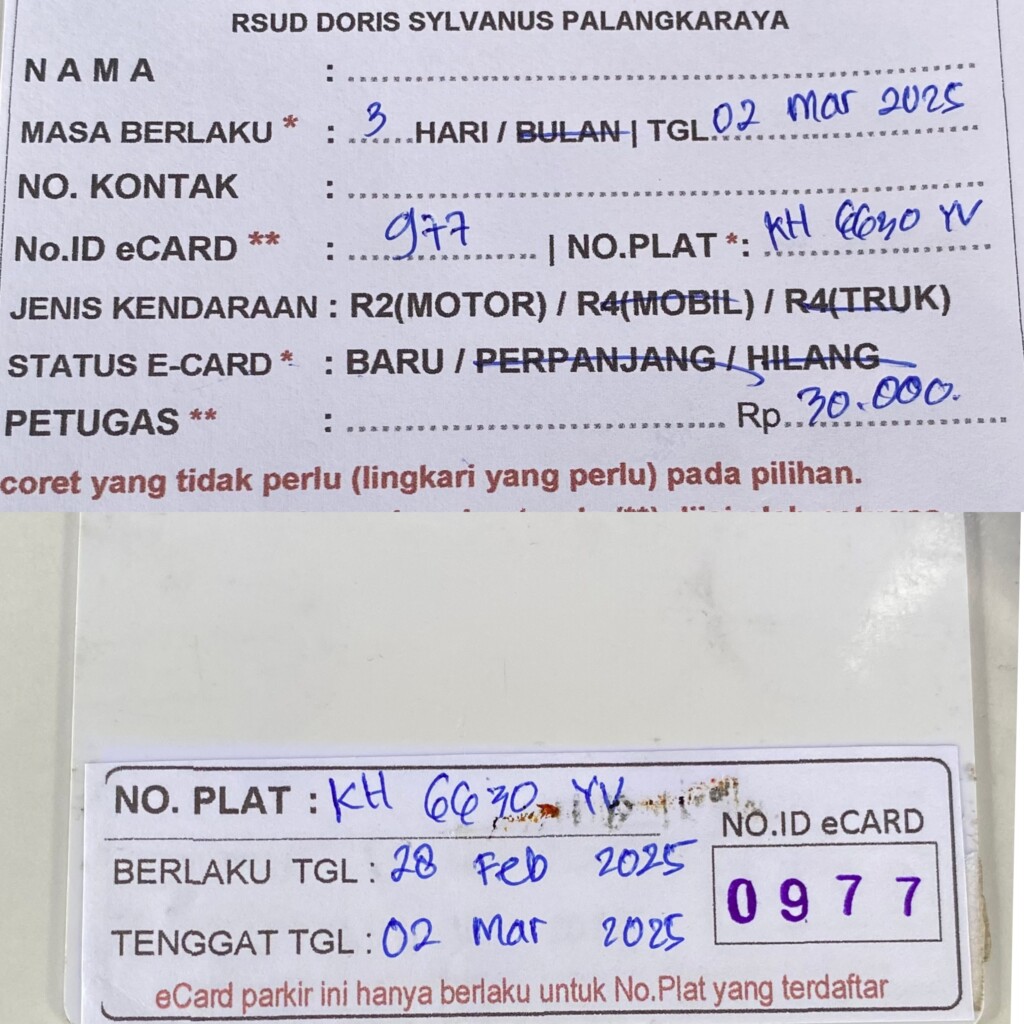 RSUD DORIS SYLVANUS PALANGKARAYA
N A M A :
MASA BERLAKU * : 3 HARI / BULAN | TGL 02 Mar 2025
NO. KONTAK :
No.ID eCARD ** : 977 | NO.PLAT *: KH 6630 YV
JENIS KENDARAAN : R2(MOTOR) / R4(MOBIL) / R4(TRUK)
STATUS E-CARD * : BARU / PERPANJANG / HILANG
PETUGAS ** : Rp. 30.000.
coret yang tidak perlu (lingkari yang perlu) pada pilihan.
NO. PLAT : KH 6630 YV
NO.ID eCARD
BERLAKU TGL : 28 Feb 2025
0977
TENGGAT TGL : 02 Mar 2025
eCard parkir ini hanya berlaku untuk No.Plat yang terdaftar